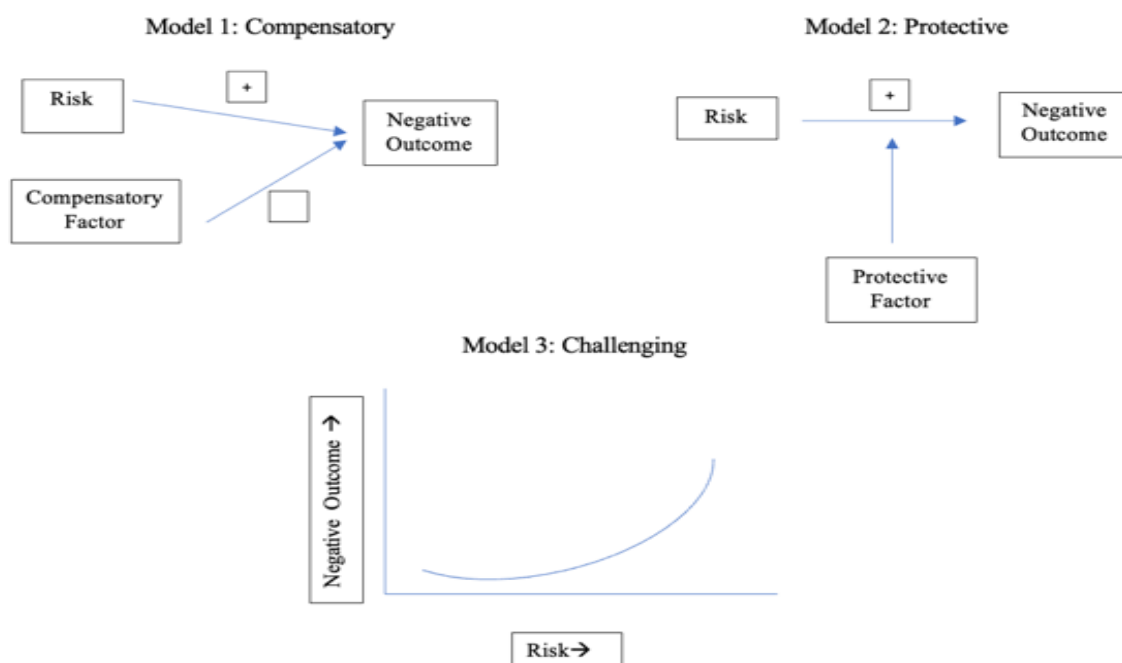 Model 1: Compensatory
Risk
+
Negative
Outcome
Compensatory
Factor
Model 2: Protective
Risk
+
Negative
Outcome
Protective
Factor
Model 3: Challenging
Negative Outcome →
Risk→